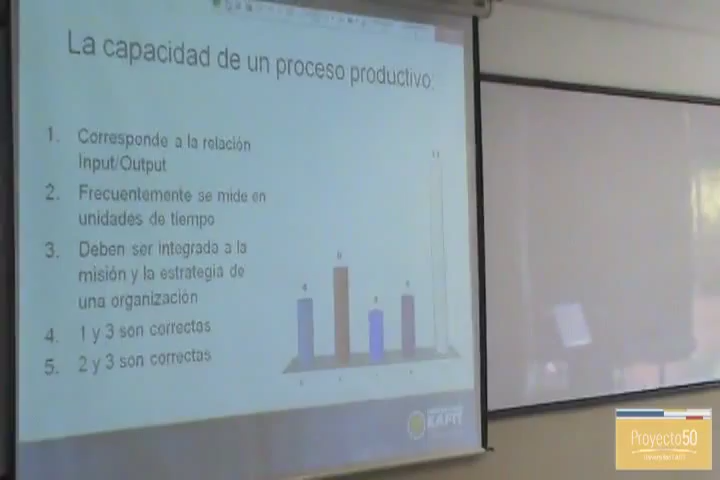 La capacidad de un proceso productivo:
1. Corresponde a la relación
Input/Output
2. Frecuentemente se mide en
unidades de tiempo
3. Deben ser integrada a la
misión y la estrategia de
una organización
4. 1 y 3 son correctas
5. 2 y 3 son correctas
EAFIT
Proyecto50